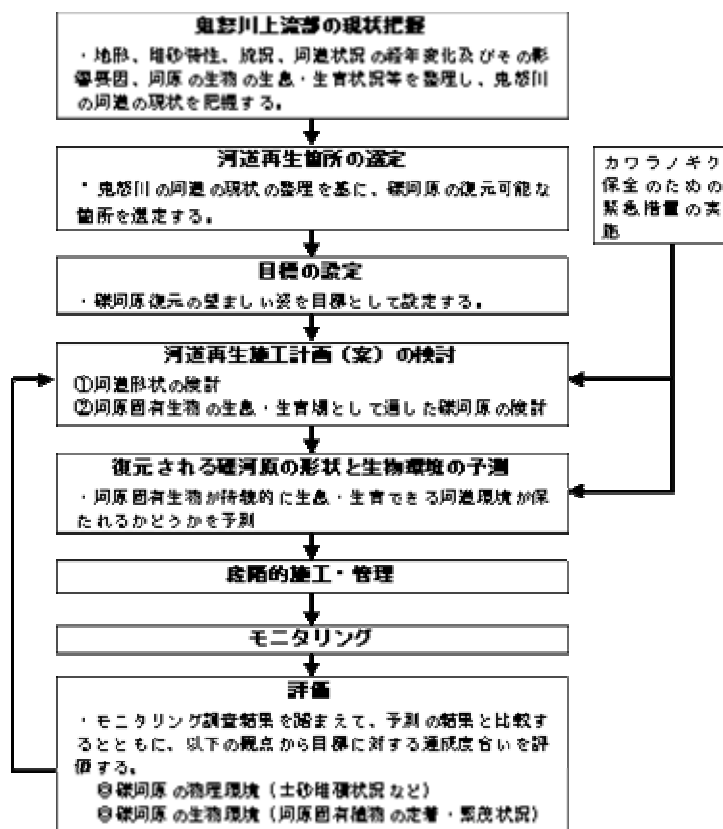 鬼怒川上流部の現状把握
・地形、堆砂特性、流況、河道状況の経年変化及びその影
響要因、河原の生物の生息・生育状況等を整理し、鬼怒川
の河道の現状を把握する。
河道再生箇所の選定
・鬼怒川の河道の現状の整理を基に、礫河原の復元可能な
箇所を選定する。
カワラノギク
保全のための
緊急措置の実
施
目標の設定
・礫河原復元の望ましい姿を目標として設定する。
河道再生施工計画（案）の検討
①河道形状の検討
②河原固有生物の生息・生育場として適した礫河原の検討
復元される礫河原の形状と生物環境の予測
・河原固有生物が持続的に生息・生育できる河道環境が保
たれるかどうかを予測
段階的施工・管理
モニタリング
評価
・モニタリング調査結果を踏まえて、予測の結果と比較す
るとともに、以下の観点から目標に対する達成度合いを評
価する。
◎礫河原の物理環境（土砂堆積状況など）
◎礫河原の生物環境（河原固有植物の定着・繁茂状況）